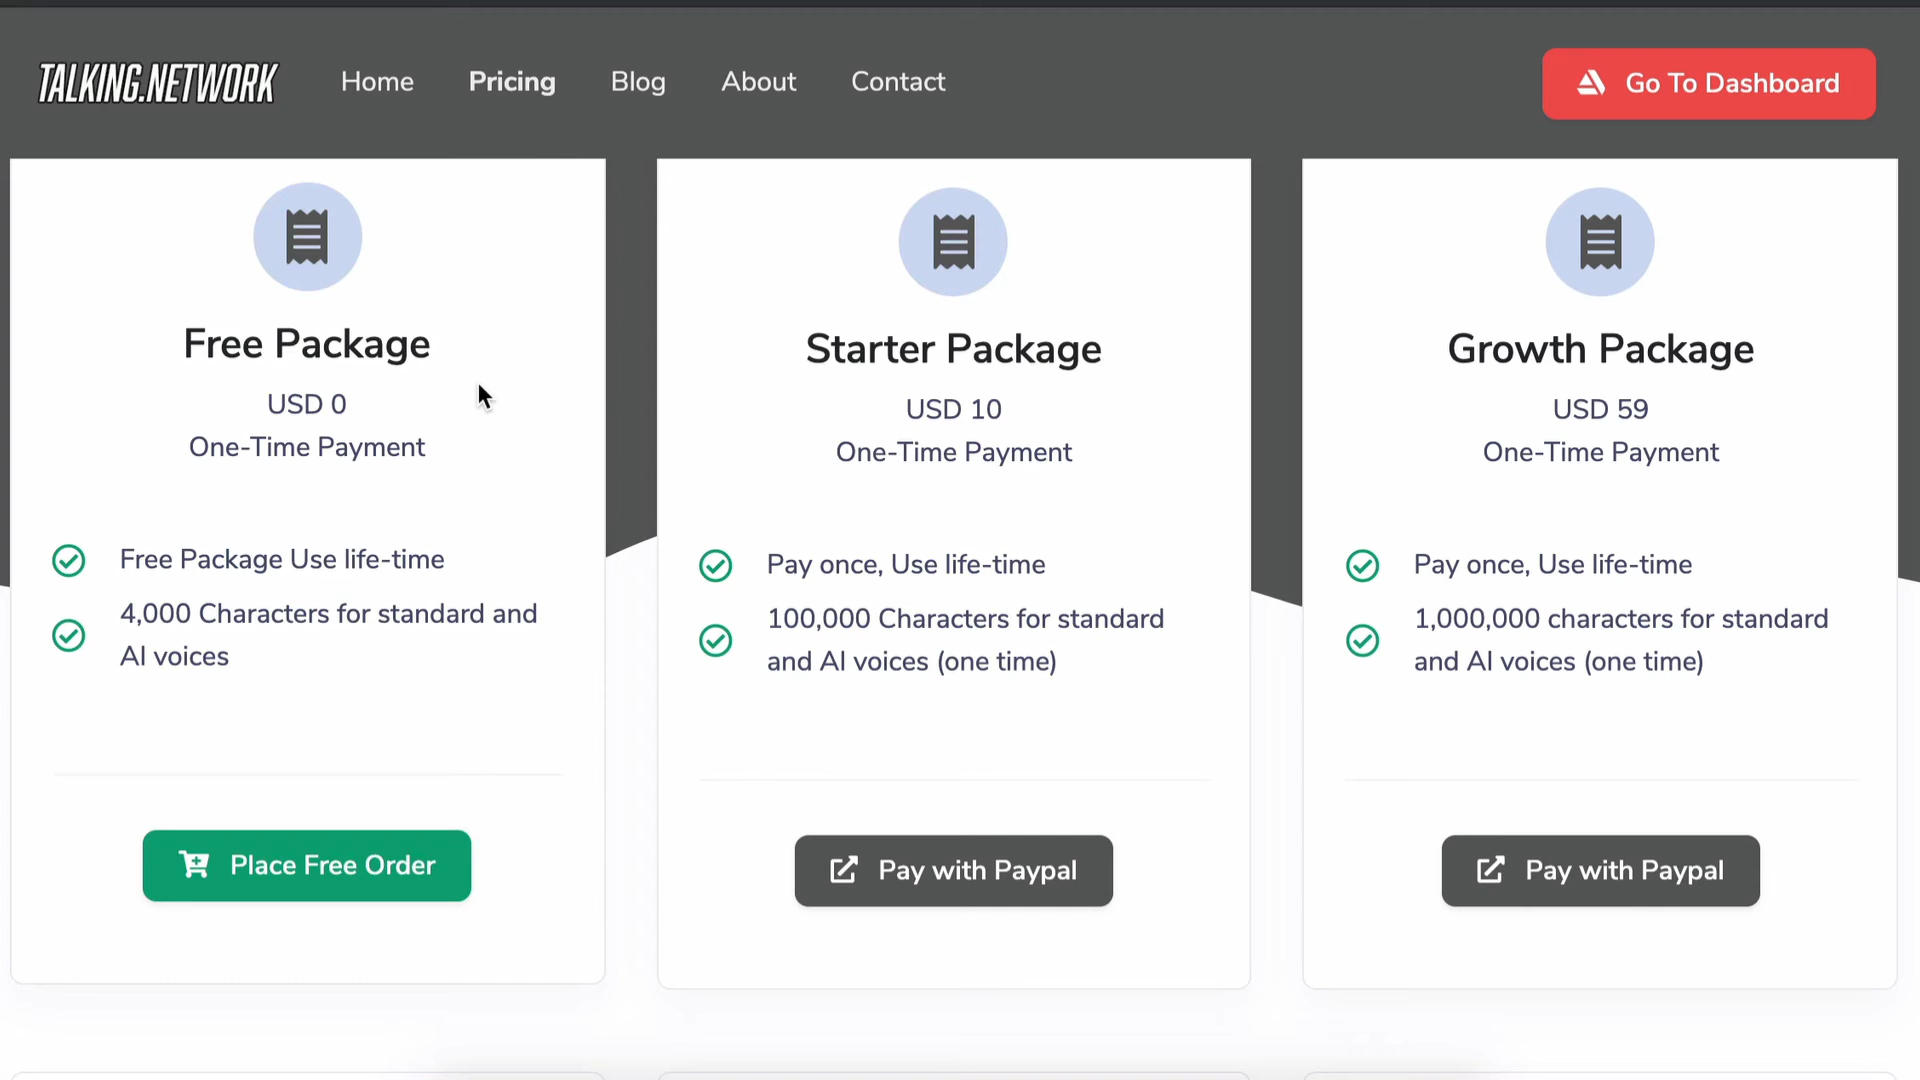 TALKING.NETWORK
Home
Pricing
Blog
About
Contact
Go To Dashboard
Free Package
USD 0
One-Time Payment
Free Package Use life-time
4,000 Characters for standard and
AI voices
Place Free Order
Starter Package
USD 10
One-Time Payment
Pay once, Use life-time
100,000 Characters for standard
and AI voices (one time)
Pay with Paypal
Growth Package
USD 59
One-Time Payment
Pay once, Use life-time
1,000,000 characters for standard
and AI voices (one time)
Pay with Paypal